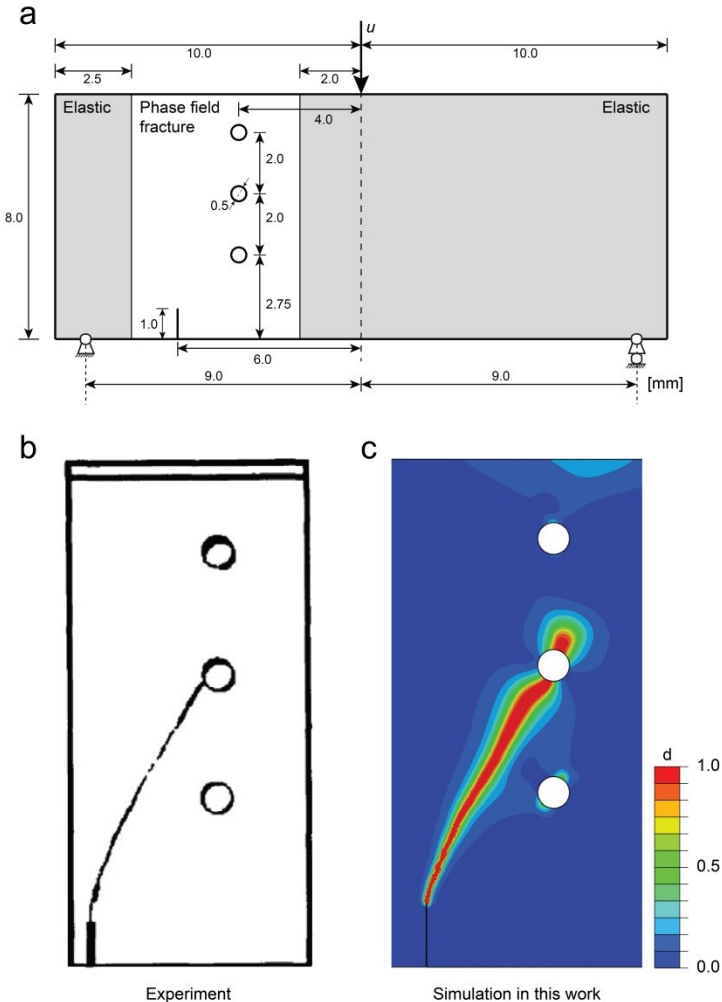 a
u
10.0
10.0
2.5
2.0
Elastic
Phase field
fracture
Elastic
4.0
2.0
0.5
8.0
2.0
2.75
1.0
6.0
9.0
9.0
[mm]
b
c
d
1.0
0.5
0.0
Experiment
Simulation in this work